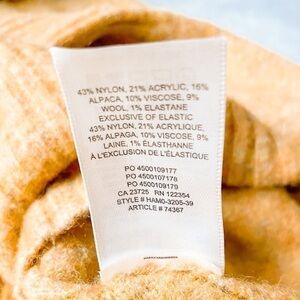 43% NYLON, 21% ACRYLIC, 16%
ALPACA, 10% VISCOSE, 9%
WOOL, 1% ELASTANE
EXCLUSIVE OF ELASTIC
43% NYLON, 21% ACRYLIQUE,
16% ALPAGA, 10% VISCOSE, 9%
LAINE, 1% ÉLASTHANNE
À L'EXCLUSION DE L'ÉLASTIQUE
PO 4500109177
PO 4500107178
PO 4500109179
CA 23725 RN 122354
STYLE # HAM0-3205-39
ARTICLE # 74367